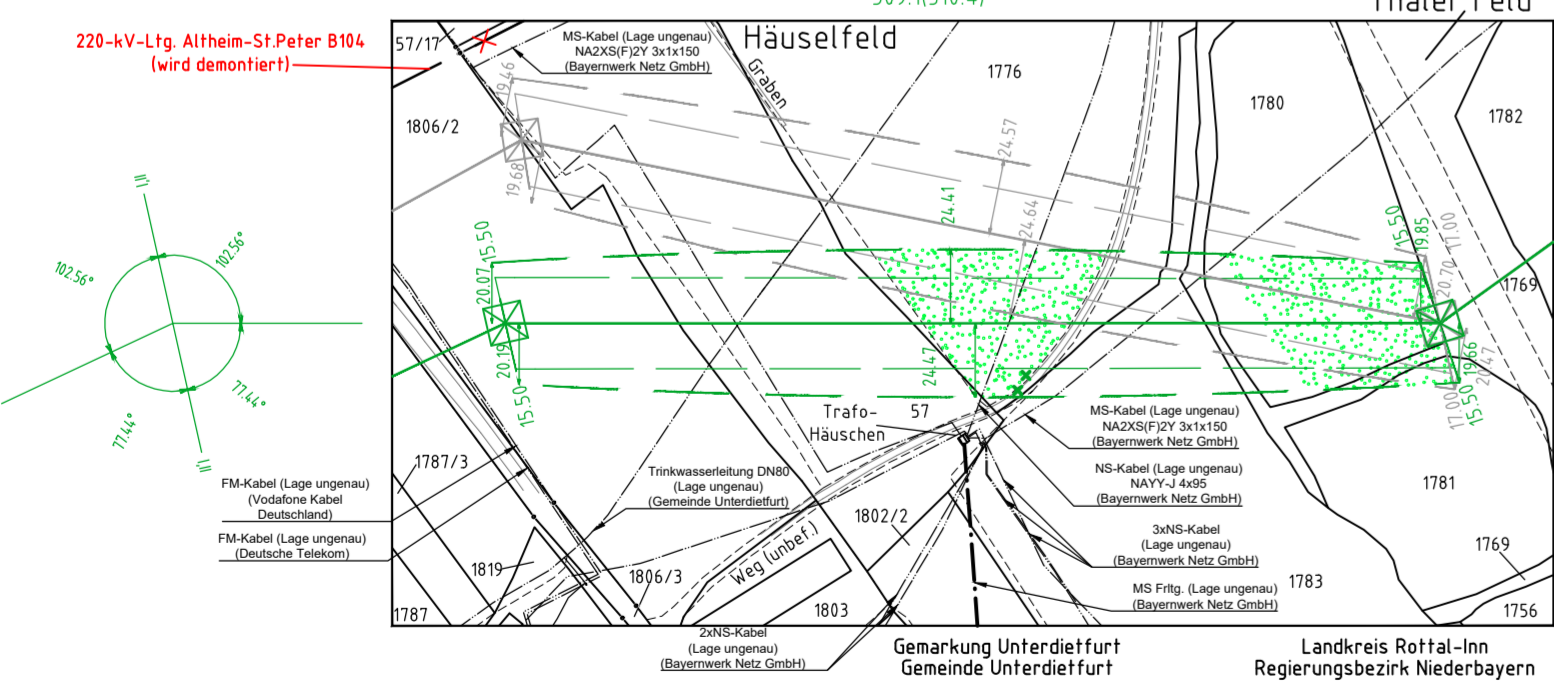 Thaler Feld
220-kV-Ltg. Altheim-St.Peter B104
(wird demontiert)
57/17
MS-Kabel (Lage ungenau)
NA2XS(F)2Y 3x1x150
(Bayernwerk Netz GmbH)
Häuselfeld
Graben
1776
1780
1782
1806/2
19.46
19.68
24.57
24.64
24.41
24.47
15.50
20.07
20.19
15.50
15.50
19.85
17.00
20.70
1769
19.66
20.47
17.00
15.50
102.56°
102.56°
77.44°
77.44°
Trafo-
Häuschen
57
MS-Kabel (Lage ungenau)
NA2XS(F)2Y 3x1x150
(Bayernwerk Netz GmbH)
NS-Kabel (Lage ungenau)
NAYY-J 4x95
(Bayernwerk Netz GmbH)
3xNS-Kabel
(Lage ungenau)
(Bayernwerk Netz GmbH)
MS Frltg. (Lage ungenau)
(Bayernwerk Netz GmbH)
1787/3
FM-Kabel (Lage ungenau)
(Vodafone Kabel
Deutschland)
FM-Kabel (Lage ungenau)
(Deutsche Telekom)
Trinkwasserleitung DN80
(Lage ungenau)
(Gemeinde Unterdietfurt)
1802/2
1781
1769
1819
1806/3
Weg (unbef.)
1783
1787
1803
1756
2xNS-Kabel
(Lage ungenau)
(Bayernwerk Netz GmbH)
Gemarkung Unterdietfurt
Gemeinde Unterdietfurt
Landkreis Rottal-Inn
Regierungsbezirk Niederbayern